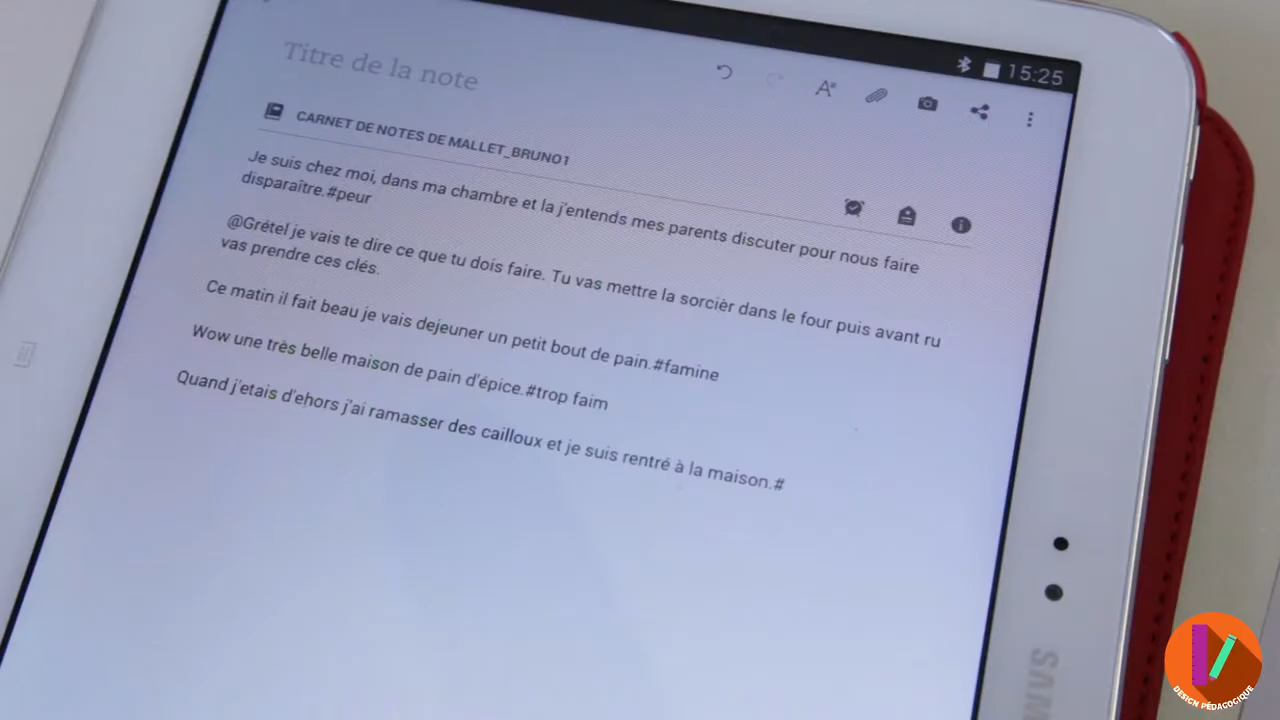 15:25
Titre de la note
CARNET DE NOTES DE MALLET_BRUNO1
Je suis chez moi, dans ma chambre et la j'entends mes parents discuter pour nous faire
disparaître.#peur
@Grétel je vais te dire ce que tu dois faire. Tu vas mettre la sorcièr dans le four puis avant ru
vas prendre ces clés.
Ce matin il fait beau je vais dejeuner un petit bout de pain.#famine
Wow une très belle maison de pain d'épice.#trop faim
Quand j'etais d'ehors j'ai ramasser des cailloux et je suis rentré à la maison.#
SAM
DESIGN PÉDAGOGIQUE